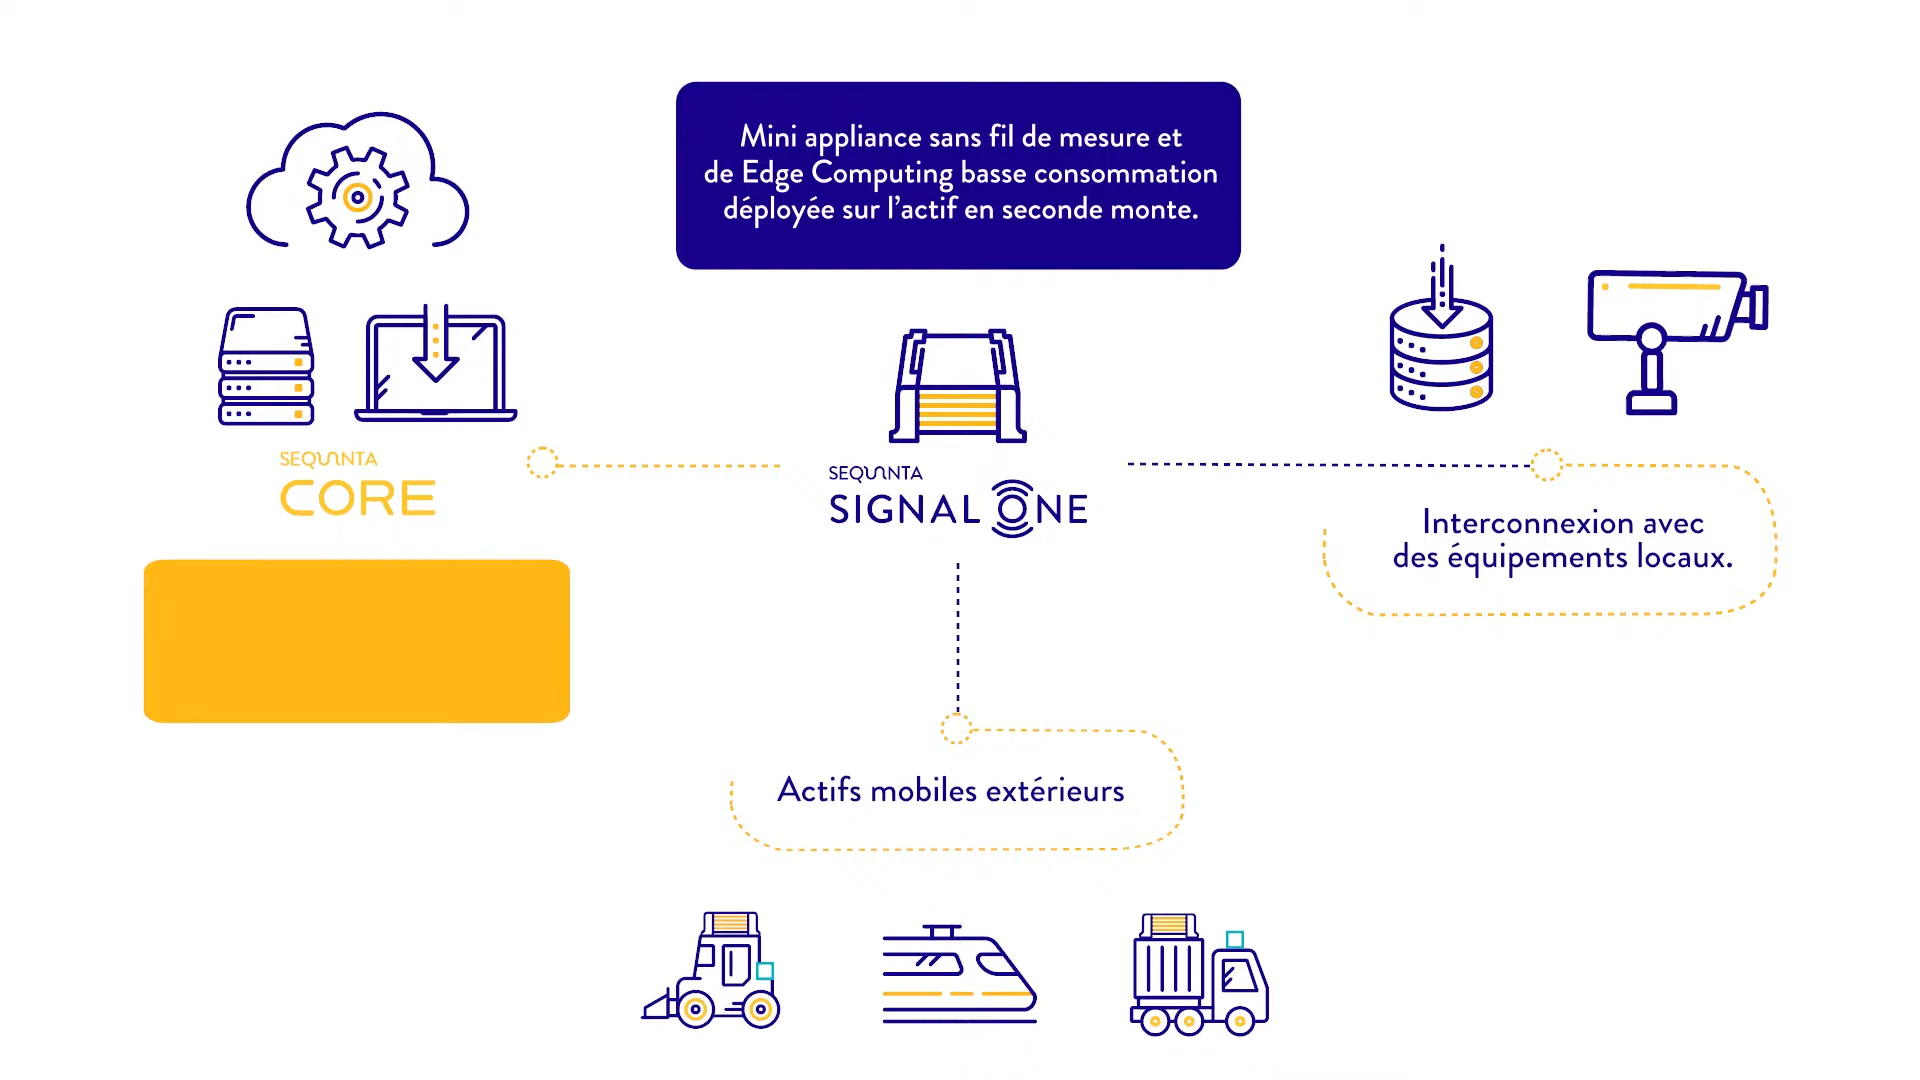 Mini appliance sans fil de mesure et
de Edge Computing basse consommation
déployée sur l’actif en seconde monte.
SEQUANTA
CORE
SEQUANTA
SIGNAL ONE
Interconnexion avec
des équipements locaux.
Actifs mobiles extérieurs